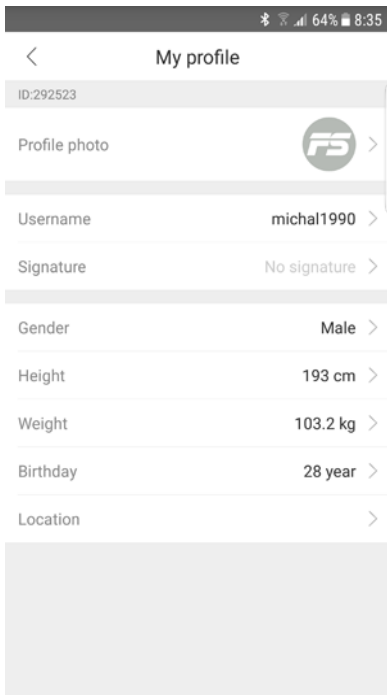 64% 8:35
My profile
ID:292523
Profile photo FS
Username michal1990
Signature No signature
Gender Male
Height 193 cm
Weight 103.2 kg
Birthday 28 year
Location